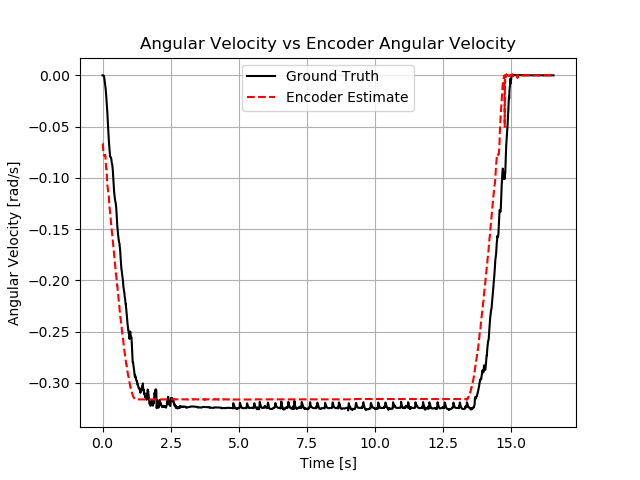 Angular Velocity vs Encoder Angular Velocity
Ground Truth
Encoder Estimate
Angular Velocity [rad/s]
0.00
−0.05
−0.10
−0.15
−0.20
−0.25
−0.30
0.0 2.5 5.0 7.5 10.0 12.5 15.0
Time [s]